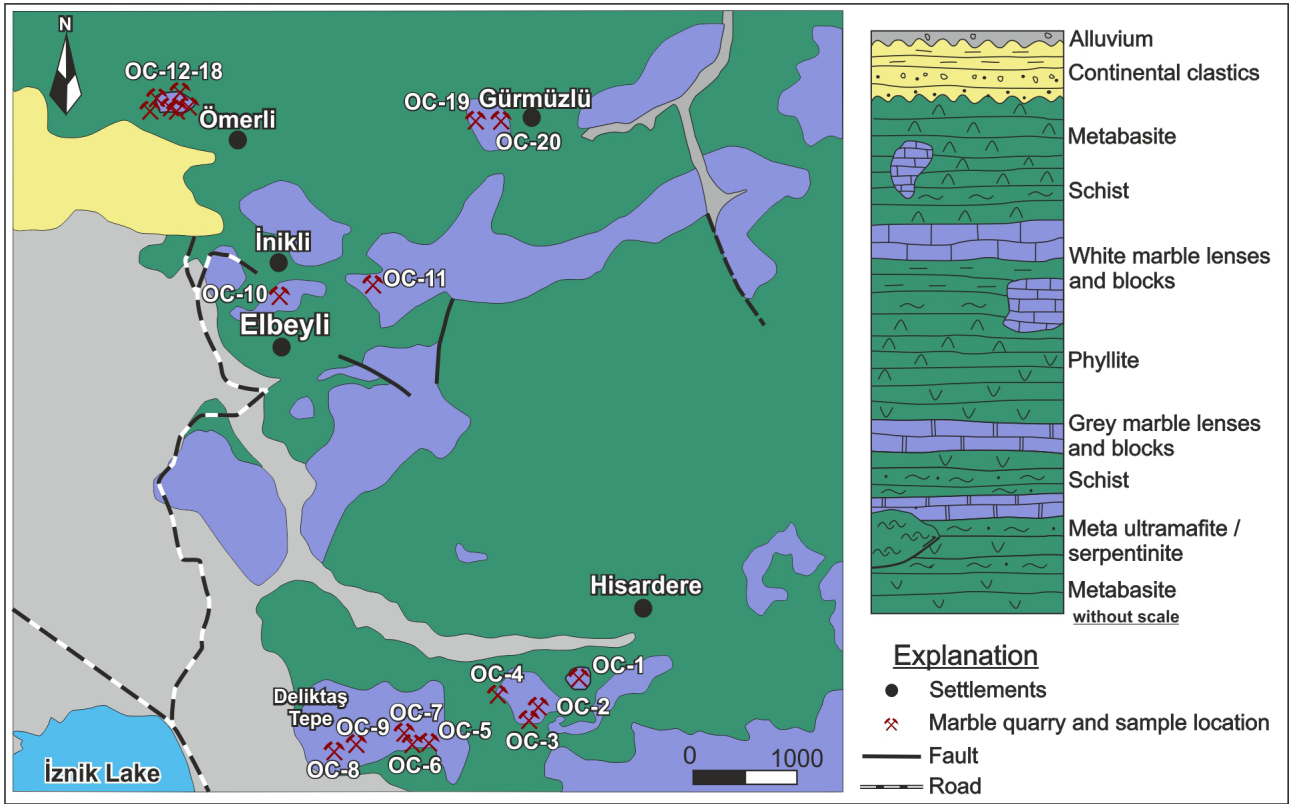 N
OC-12-18
Ömerli
OC-19
Gürmüzlü
OC-20
İnikli
OC-10
OC-11
Elbeyli
Hisardere
OC-1
OC-4
OC-2
OC-3
Deliktaş
Tepe
OC-9
OC-7
OC-5
OC-8
OC-6
İznik Lake
0 1000
Alluvium
Continental clastics
Metabasite
Schist
White marble lenses
and blocks
Phyllite
Grey marble lenses
and blocks
Schist
Meta ultramafite /
serpentinite
Metabasite
without scale
Explanation
Settlements
Marble quarry and sample location
Fault
Road